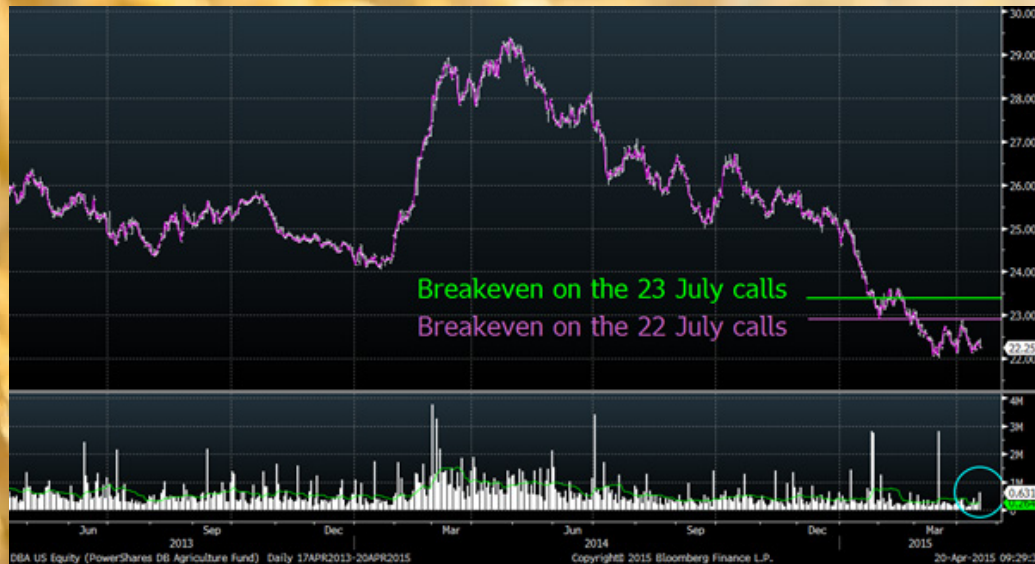 30.00
29.00
28.00
27.00
26.00
25.00
24.00
Breakeven on the 23 July calls
23.00
Breakeven on the 22 July calls
22.25
22.00
4M
3M
2M
1M
0.631
0
Jun Sep Dec Mar Jun Sep Dec Mar
2013 2014 2015
DBA US Equity (PowerShares DB Agriculture Fund) Daily 17APR2013-20APR2015 Copyright© 2015 Bloomberg Finance L.P. 20-Apr-2015